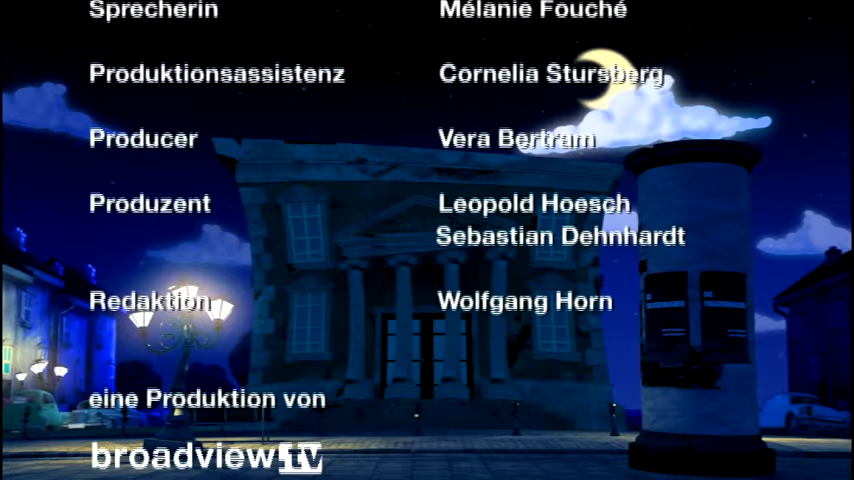 Sprecherin Mélanie Fouché
Produktionsassistenz Cornelia Stursberg
Producer Vera Bertram
Produzent Leopold Hoesch
Sebastian Dehnhardt
Redaktion Wolfgang Horn
eine Produktion von
broadview tv